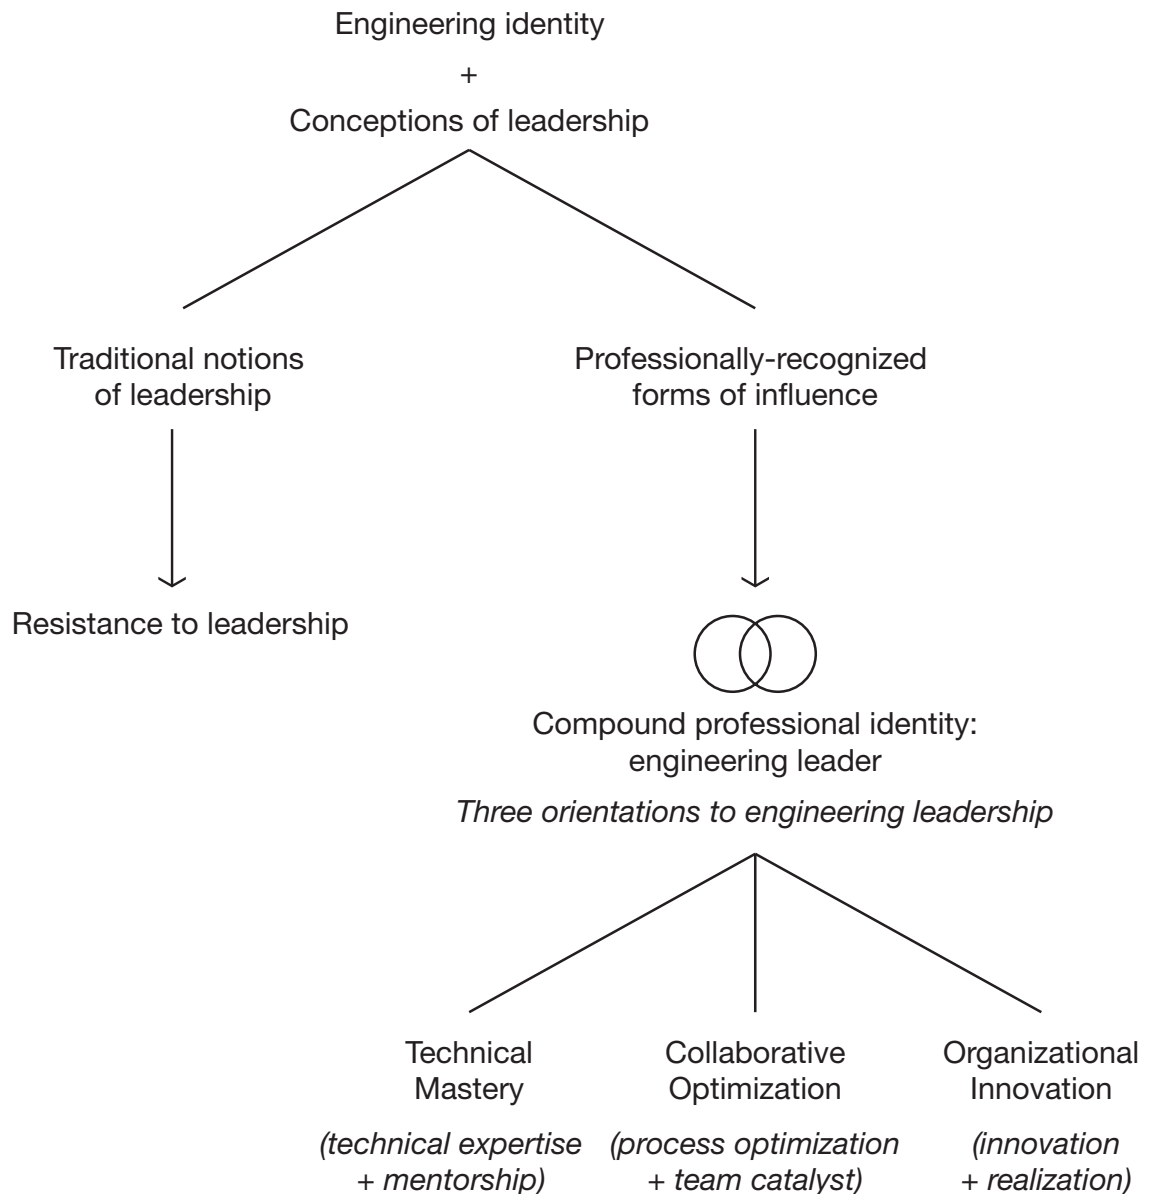 Engineering identity
+
Conceptions of leadership
Traditional notions
of leadership
Professionally-recognized
forms of influence
Resistance to leadership
Compound professional identity:
engineering leader
Three orientations to engineering leadership
Technical
Mastery
(technical expertise
+ mentorship)
Collaborative
Optimization
(process optimization
+ team catalyst)
Organizational
Innovation
(innovation
+ realization)